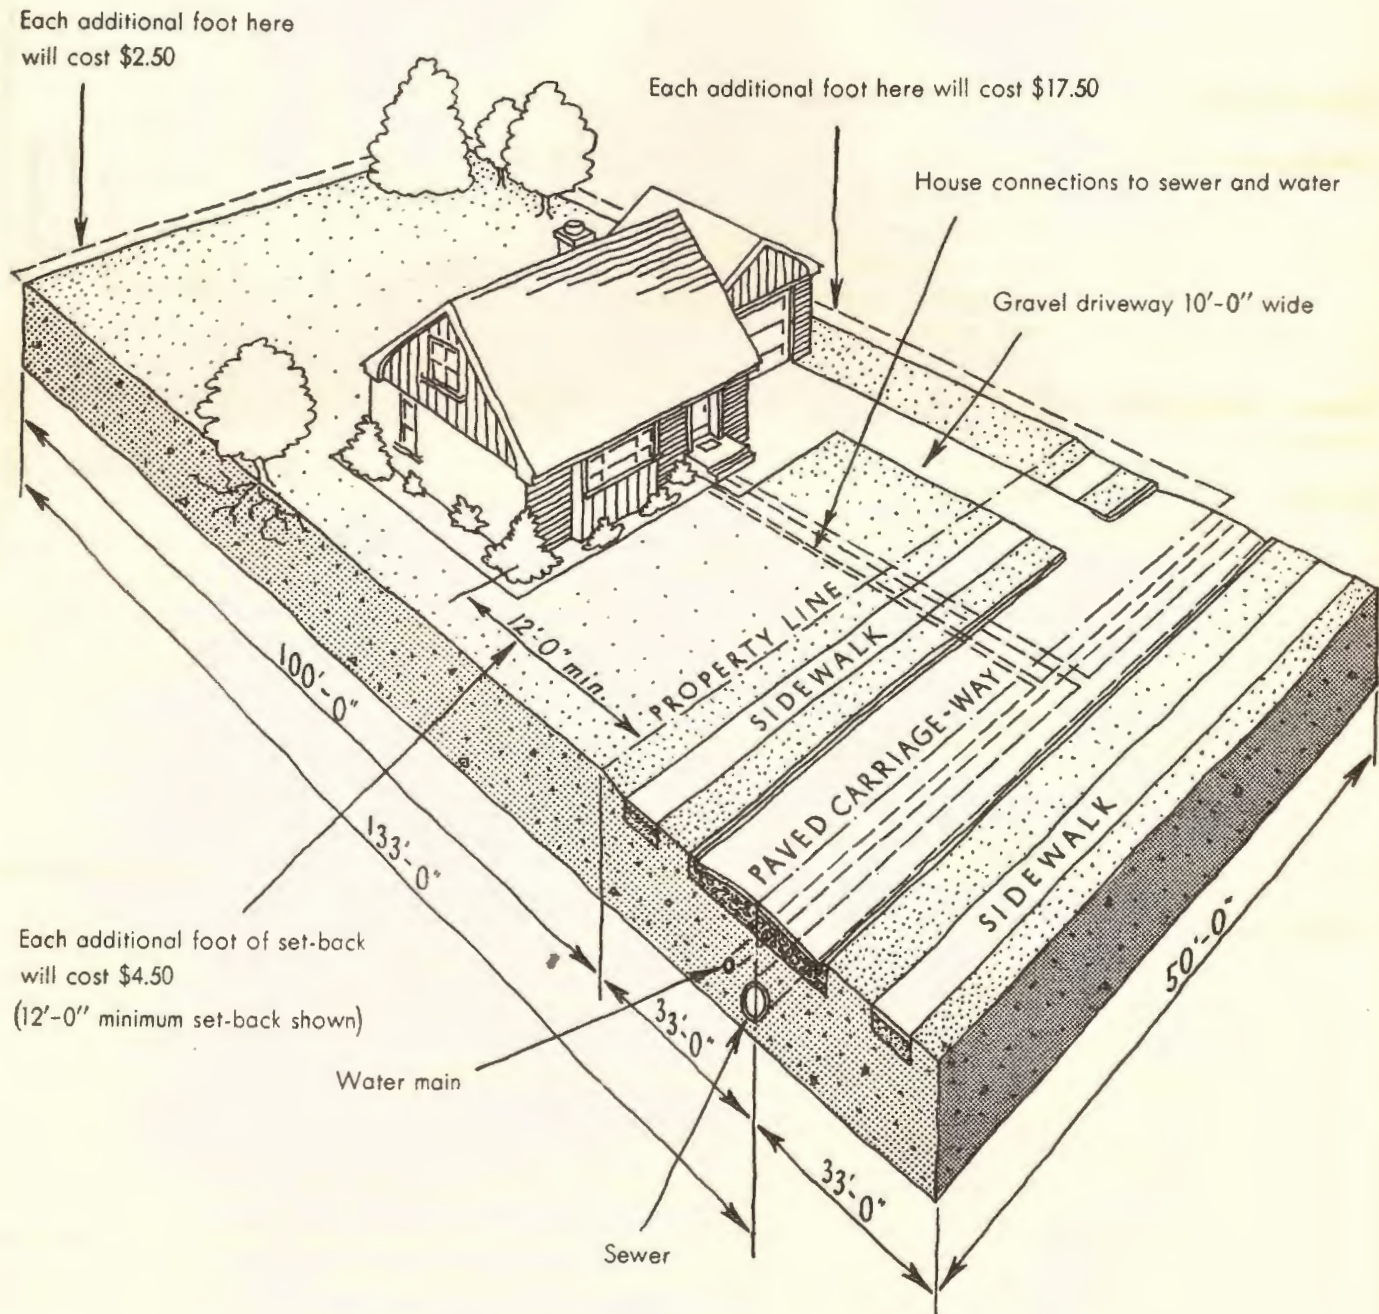 Each additional foot here
will cost $2.50
Each additional foot here will cost $17.50
House connections to sewer and water
Gravel driveway 10'-0" wide
12'-0" min.
PROPERTY LINE
SIDEWALK
100'-0"
133'-0"
PAVED CARRIAGE-WAY
SIDEWALK
50'-0"
Each additional foot of set-back
will cost $4.50
(12'-0" minimum set-back shown)
33'-0"
Water main
33'-0"
Sewer